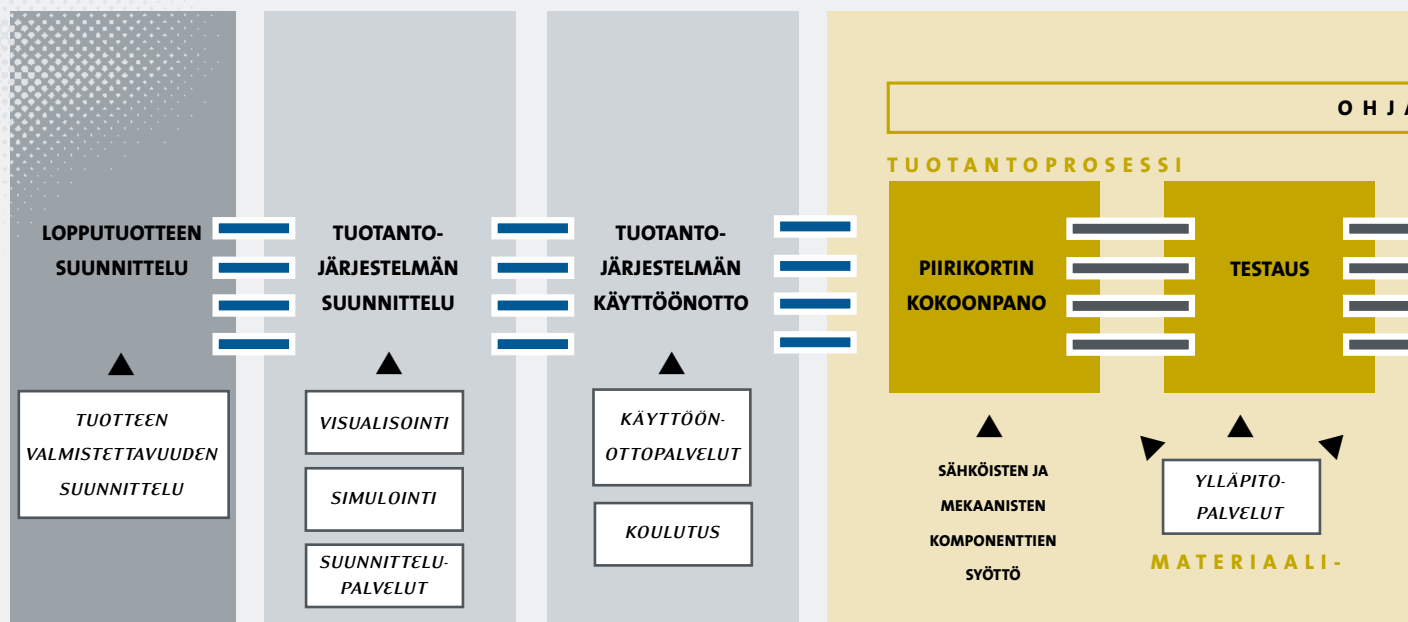 LOPPUTUOTTEEN
SUUNNITTELU
TUOTTEEN
VALMISTETTAVUUDEN
SUUNNITTELU
TUOTANTO-
JÄRJESTELMÄN
SUUNNITTELU
VISUALISOINTI
SIMULOINTI
SUUNNITTELU-
PALVELUT
TUOTANTO-
JÄRJESTELMÄN
KÄYTTÖÖNOTTO
KÄYTTÖÖN-
OTTOPALVELUT
KOULUTUS
OHJA
TUOTANTOPROSESSI
PIIRIKORTIN
KOKOONPANO
SÄHKÖISTEN JA
MEKAANISTEN
KOMPONENTTIEN
SYÖTTÖ
TESTAUS
YLLÄPITO-
PALVELUT
MATERIAALI-